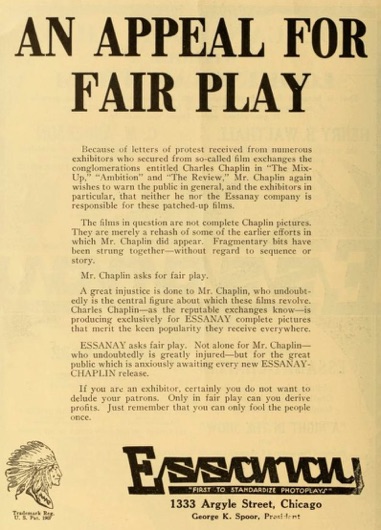 AN APPEAL FOR
FAIR PLAY
Because of letters of protest received from numerous
exhibitors who secured from so-called film exchanges the
conglomerations entitled Charles Chaplin in "The Mix-
Up," "Ambition" and "The Review," Mr. Chaplin again
wishes to warn the public in general, and the exhibitors in
particular, that neither he nor the Essanay company is
responsible for these patched-up films.
The films in question are not complete Chaplin pictures.
They are merely a rehash of some of the earlier efforts in
which Mr. Chaplin did appear. Fragmentary bits have
been strung together—without regard to sequence or
story.
Mr. Chaplin asks for fair play.
A great injustice is done to Mr. Chaplin, who undoubt-
edly is the central figure about which these films revolve.
Charles Chaplin—as the reputable exchanges know—is
producing exclusively for ESSANAY complete pictures
that merit the keen popularity they receive everywhere.
ESSANAY asks fair play. Not alone for Mr. Chaplin—
who undoubtedly is greatly injured—but for the great
public which is anxiously awaiting every new ESSANAY-
CHAPLIN release.
If you are an exhibitor, certainly you do not want to
delude your patrons. Only in fair play can you derive
profits. Just remember that you can only fool the people
once.
Essanay
"FIRST TO STANDARDIZE PHOTOPLAYS"
1333 Argyle Street, Chicago
George K. Spoor, President
Trademark Reg.
U. S. Pat. 1907